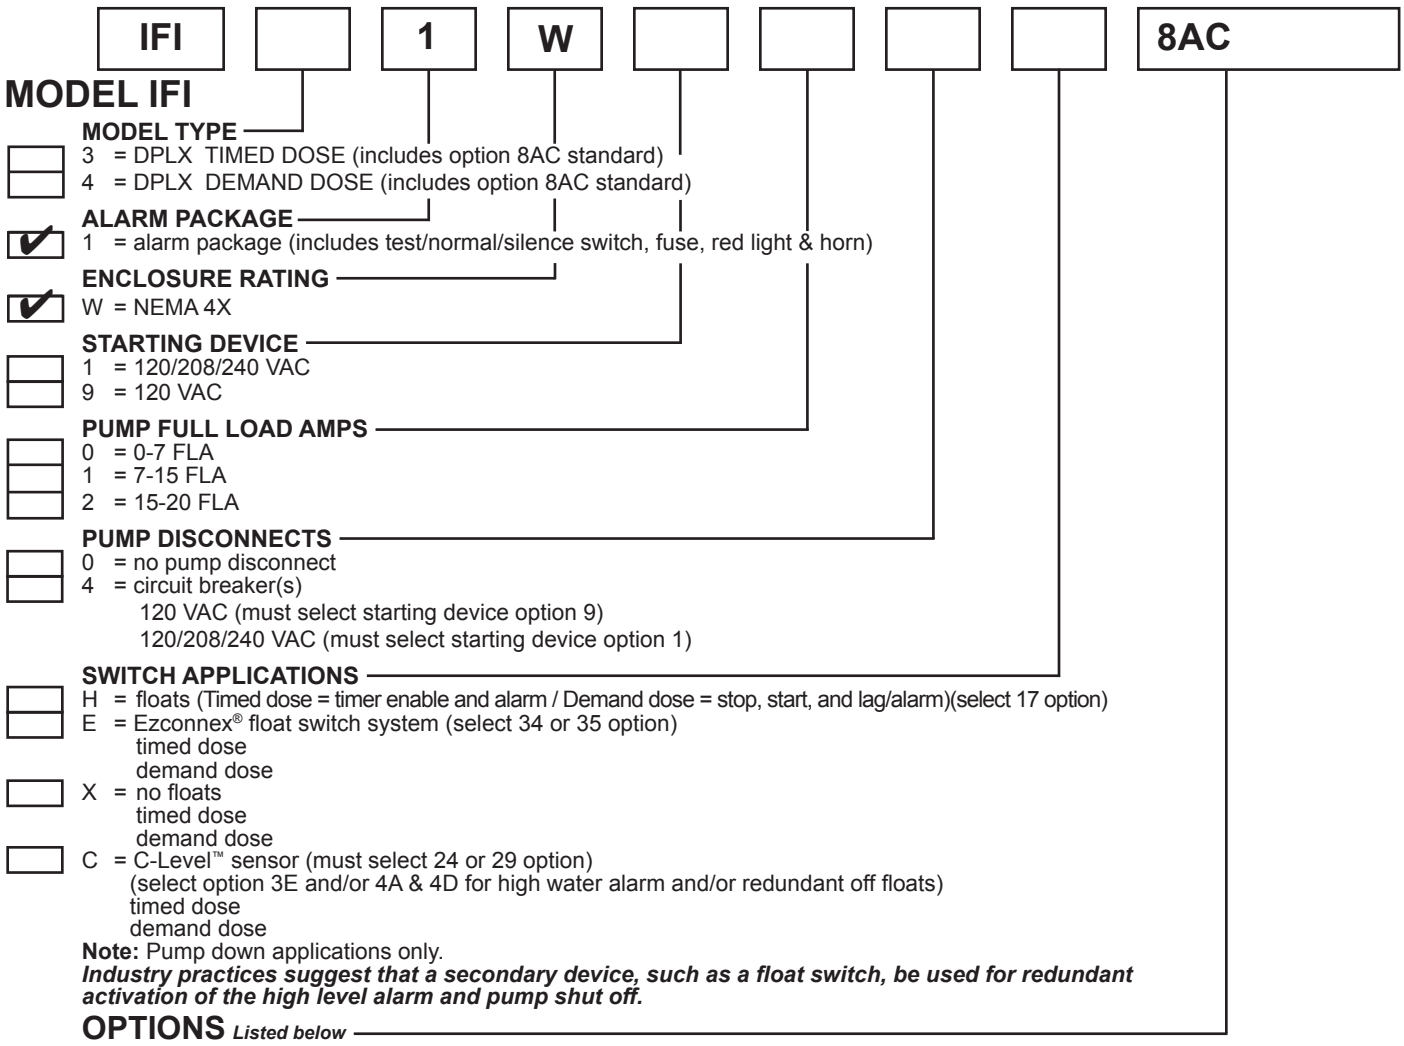 IFI 1 W 8AC
MODEL IFI
MODEL TYPE
3 = DPLX TIMED DOSE (includes option 8AC standard)
4 = DPLX DEMAND DOSE (includes option 8AC standard)
ALARM PACKAGE
✔ 1 = alarm package (includes test/normal/silence switch, fuse, red light & horn)
ENCLOSURE RATING
✔ W = NEMA 4X
STARTING DEVICE
1 = 120/208/240 VAC
9 = 120 VAC
PUMP FULL LOAD AMPS
0 = 0-7 FLA
1 = 7-15 FLA
2 = 15-20 FLA
PUMP DISCONNECTS
0 = no pump disconnect
4 = circuit breaker(s)
120 VAC (must select starting device option 9)
120/208/240 VAC (must select starting device option 1)
SWITCH APPLICATIONS
H = floats (Timed dose = timer enable and alarm / Demand dose = stop, start, and lag/alarm)(select 17 option)
E = Ezconnex® float switch system (select 34 or 35 option)
timed dose
demand dose
X = no floats
timed dose
demand dose
C = C-Level™ sensor (must select 24 or 29 option)
(select option 3E and/or 4A & 4D for high water alarm and/or redundant off floats)
timed dose
demand dose
Note: Pump down applications only.
Industry practices suggest that a secondary device, such as a float switch, be used for redundant
activation of the high level alarm and pump shut off.
OPTIONS Listed below